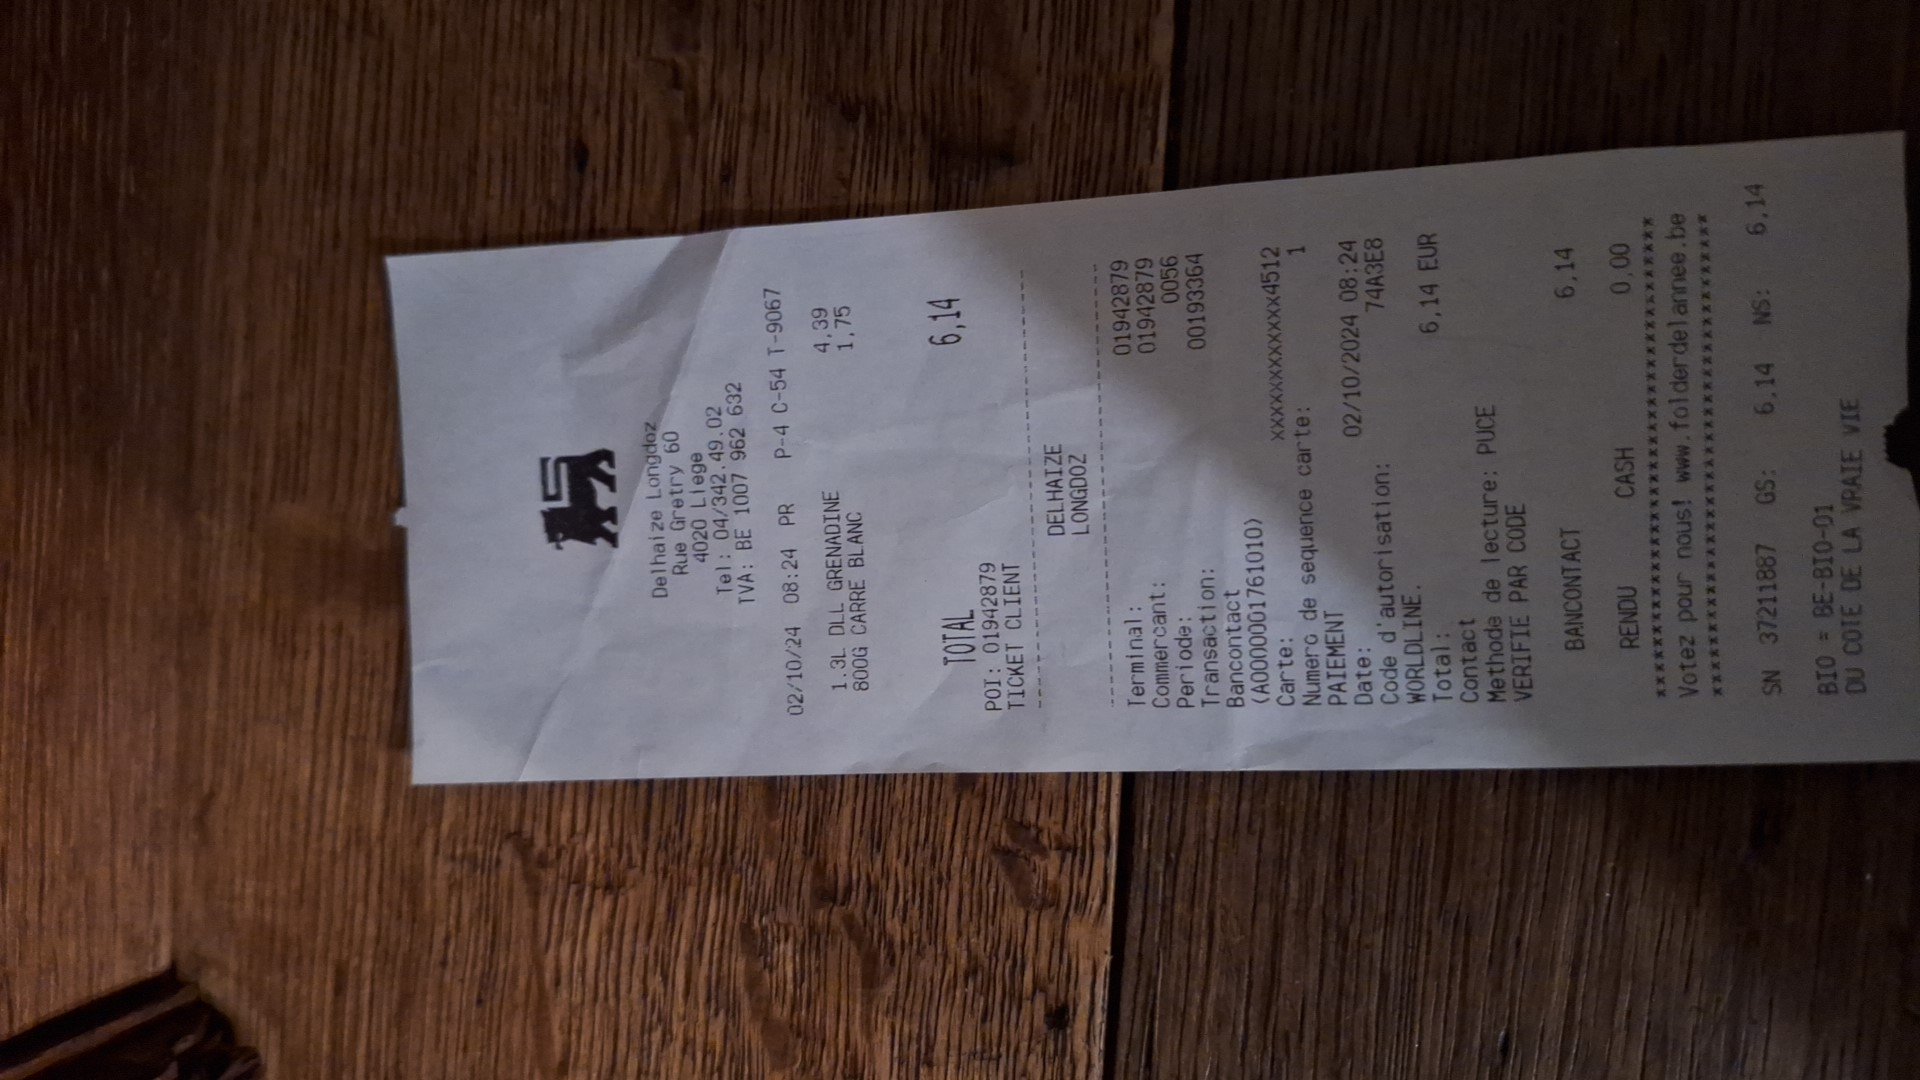 Delhaize Longdoz
Rue Gretry 60
4020 Liege
Tel: 04/342.49.02
TVA: BE 1007 962 632
02/10/24 08:24 PR P-4 C-54 T-9067
1.3L DLL GRENADINE 4,39
800G CARRE BLANC 1,75
TOTAL 6,14
POI: 01942879
TICKET CLIENT
--------------------------------
DELHAIZE
LONGDOZ
--------------------------------
Terminal: 01942879
Commercant: 01942879
Periode: 0056
Transaction: 00193364
Bancontact
(A0000001761010)
Carte: xxxxxxxxxxxxx4512
Numero de sequence carte: 1
PAIEMENT
Date: 02/10/2024 08:24
Code d'autorisation: 74A3E8
WORLDLINE.
Total: 6,14 EUR
Contact
Methode de lecture: PUCE
VERIFIE PAR CODE
BANCONTACT 6,14
RENDU CASH 0,00
xxxxxxxxxxxxxxxxxxxxxxxxxxxxxxxxxxxxxx
Votez pour nous! www.folderdelannee.be
xxxxxxxxxxxxxxxxxxxxxxxxxxxxxxxxxxxxxx
SN 37211887 GS: 6,14 NS: 6,14
BIO = BE-BIO-01
DU COTE DE LA VRAIE VIE